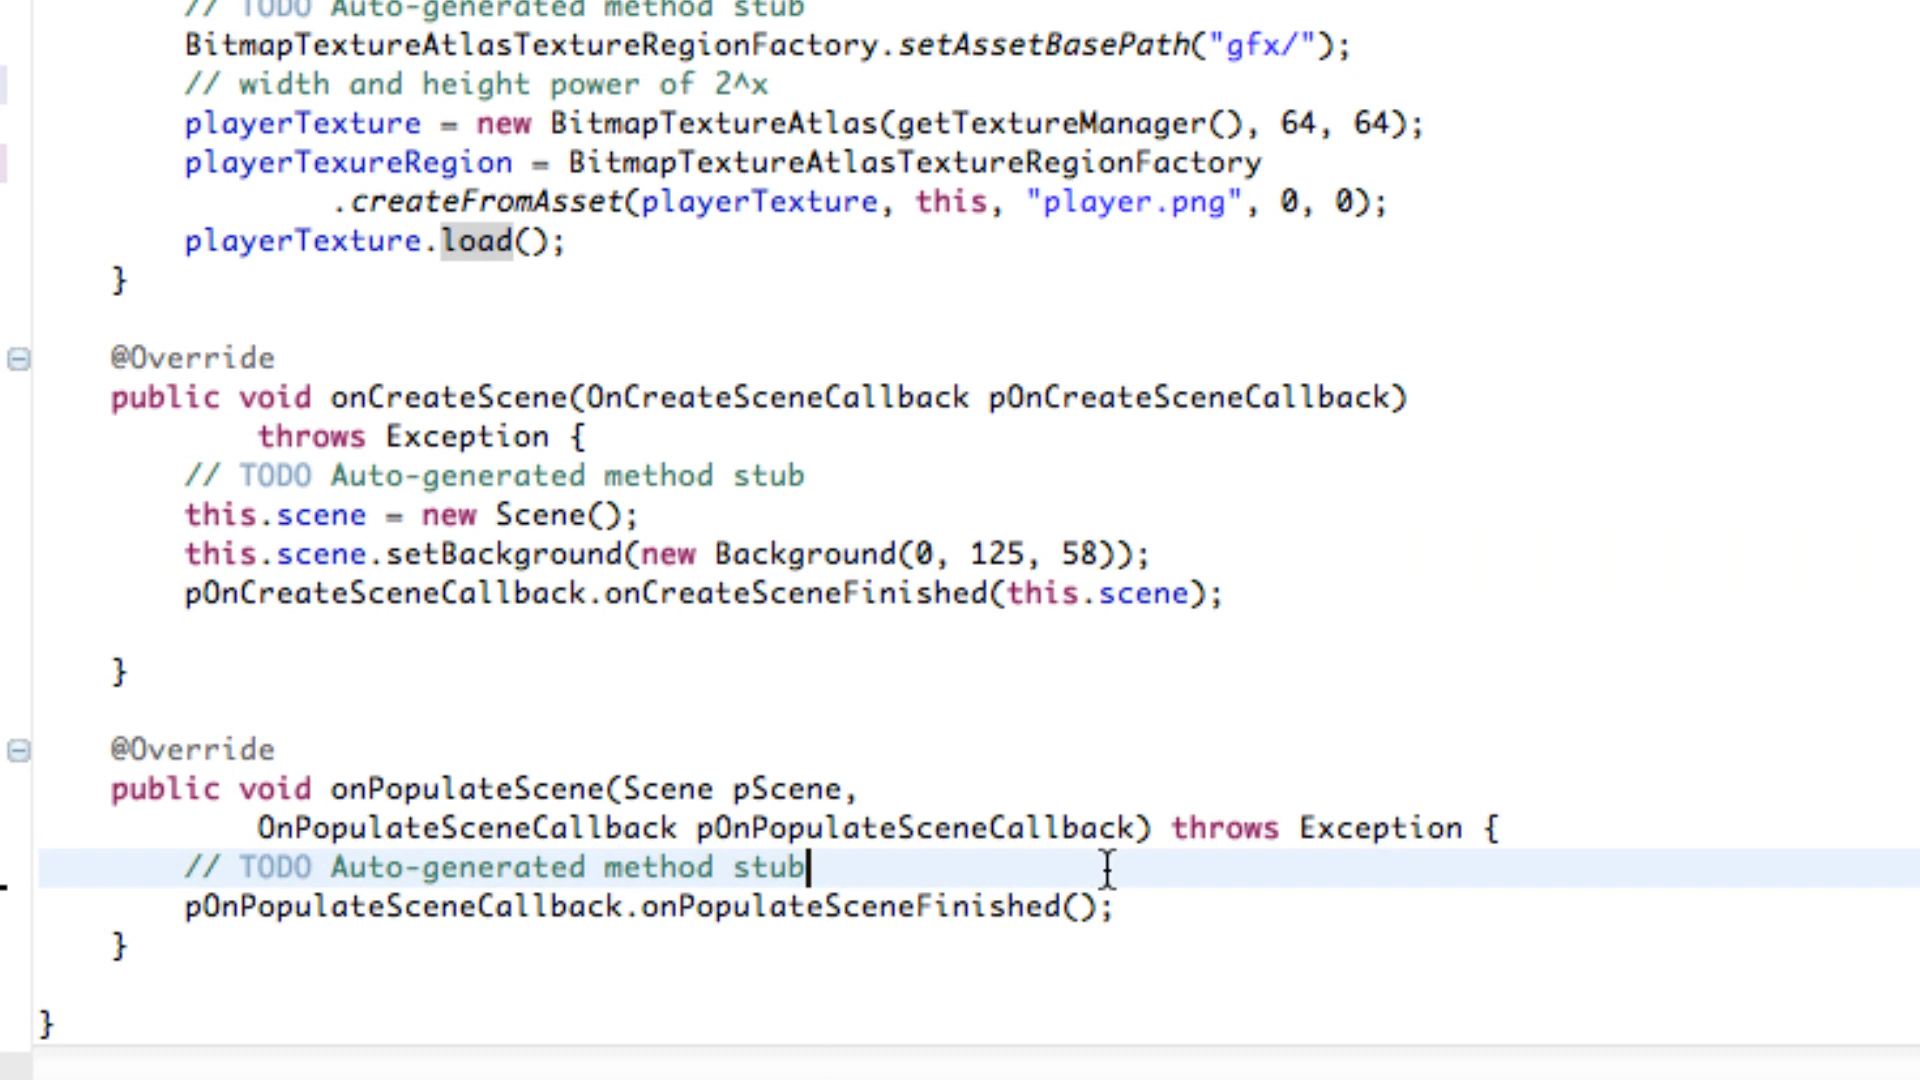 // TODO Auto-generated method stub
BitmapTextureAtlasTextureRegionFactory.setAssetBasePath("gfx/");
// width and height power of 2^x
playerTexture = new BitmapTextureAtlas(getTextureManager(), 64, 64);
playerTexureRegion = BitmapTextureAtlasTextureRegionFactory
.createFromAsset(playerTexture, this, "player.png", 0, 0);
playerTexture.load();
}
@Override
public void onCreateScene(OnCreateSceneCallback pOnCreateSceneCallback)
throws Exception {
// TODO Auto-generated method stub
this.scene = new Scene();
this.scene.setBackground(new Background(0, 125, 58));
pOnCreateSceneCallback.onCreateSceneFinished(this.scene);
}
@Override
public void onPopulateScene(Scene pScene,
OnPopulateSceneCallback pOnPopulateSceneCallback) throws Exception {
// TODO Auto-generated method stub
pOnPopulateSceneCallback.onPopulateSceneFinished();
}
}